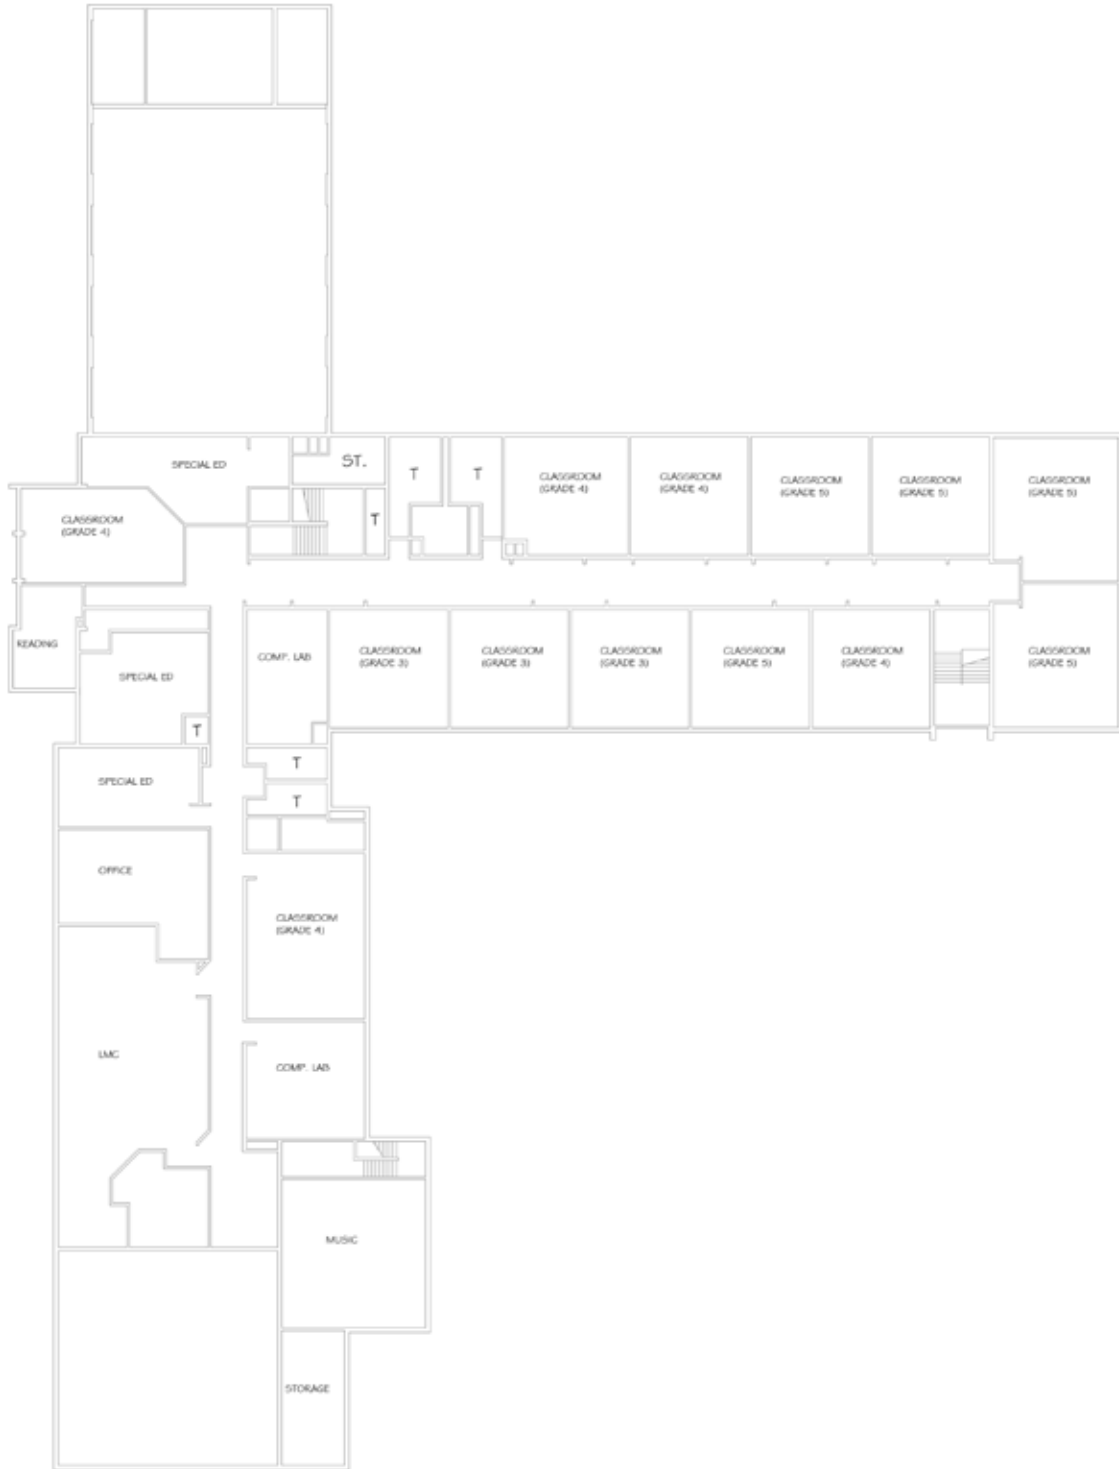 SPECIAL ED
ST.
T
T
CLASSROOM
(GRADE 4)
CLASSROOM
(GRADE 4)
CLASSROOM
(GRADE 5)
CLASSROOM
(GRADE 5)
CLASSROOM
(GRADE 5)
CLASSROOM
(GRADE 4)
T
READING
SPECIAL ED
COMP. LAB
CLASSROOM
(GRADE 3)
CLASSROOM
(GRADE 3)
CLASSROOM
(GRADE 3)
CLASSROOM
(GRADE 5)
CLASSROOM
(GRADE 4)
CLASSROOM
(GRADE 5)
T
SPECIAL ED
T
T
OFFICE
CLASSROOM
(GRADE 4)
LMC
COMP. LAB
MUSIC
STORAGE